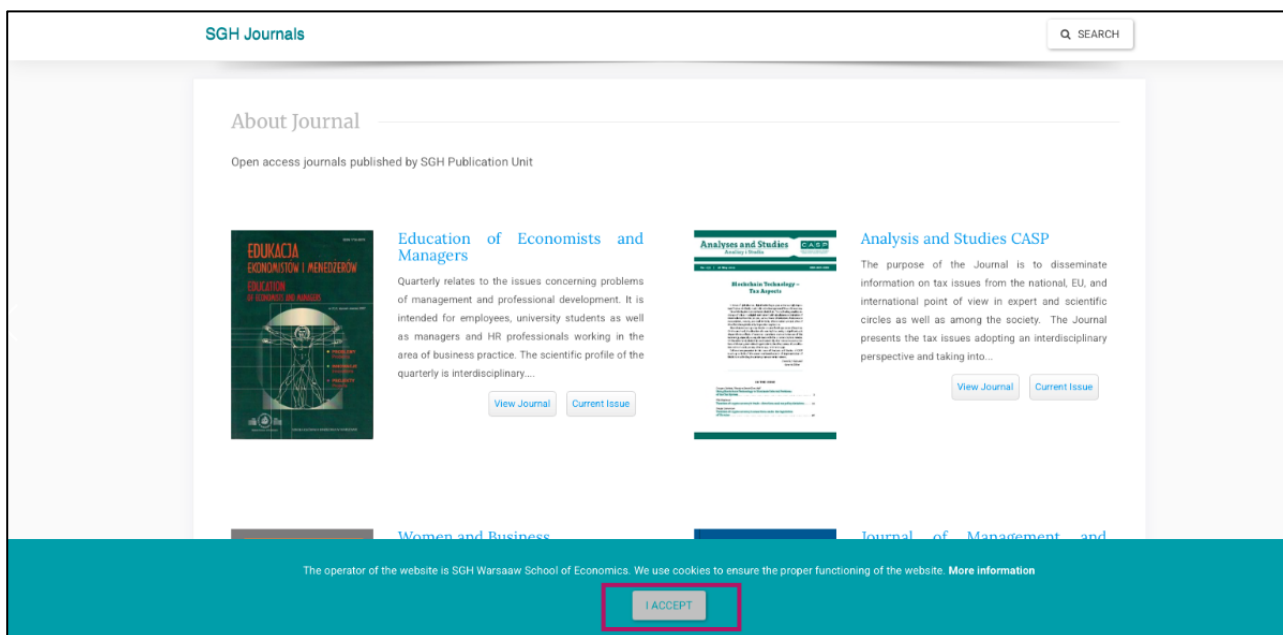 SGH Journals
SEARCH
About Journal
Open access journals published by SGH Publication Unit
EDUKACJA
EKONOMISTÓW I MENEDŻERÓW
EDUCATION
OF ECONOMISTS AND MANAGERS
Education of Economists and
Managers
Quarterly relates to the issues concerning problems
of management and professional development. It is
intended for employees, university students as well
as managers and HR professionals working in the
area of business practice. The scientific profile of the
quarterly is interdisciplinary....
View Journal
Current Issue
Analyses and Studies
CASP
Analizy i Studia
Blockchain Technology –
Tax Aspects
Analysis and Studies CASP
The purpose of the Journal is to disseminate
information on tax issues from the national, EU, and
international point of view in expert and scientific
circles as well as among the society. The Journal
presents the tax issues adopting an interdisciplinary
perspective and taking into...
View Journal
Current Issue
Women and Business
Journal of Management and
The operator of the website is SGH Warsaaw School of Economics. We use cookies to ensure the proper functioning of the website. More information
I ACCEPT